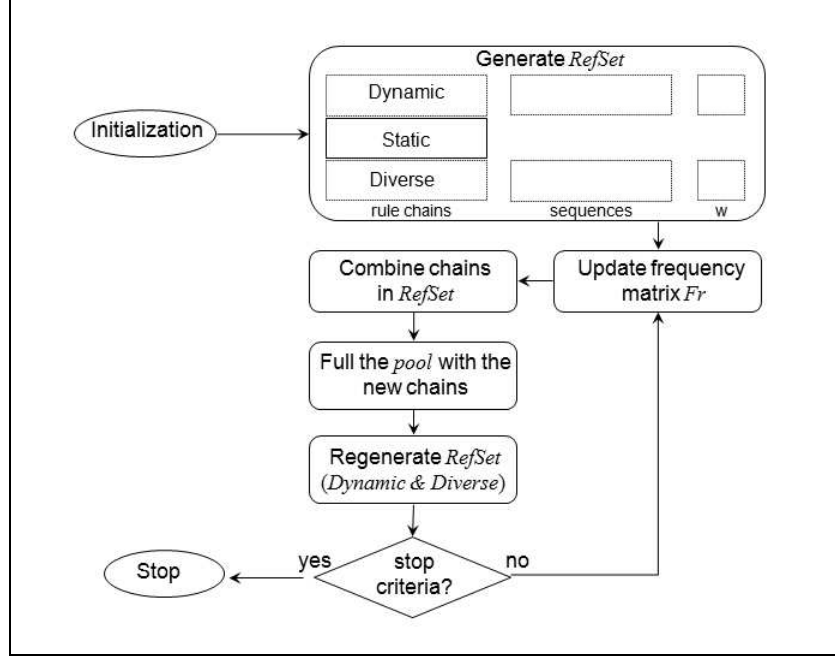 Generate RefSet
Dynamic
Initialization
Static
Diverse
rule chains
sequences
w
Combine chains
in RefSet
Update frequency
matrix Fr
Full the pool with the
new chains
Regenerate RefSet
(Dynamic & Diverse)
yes
stop
criteria?
no
Stop